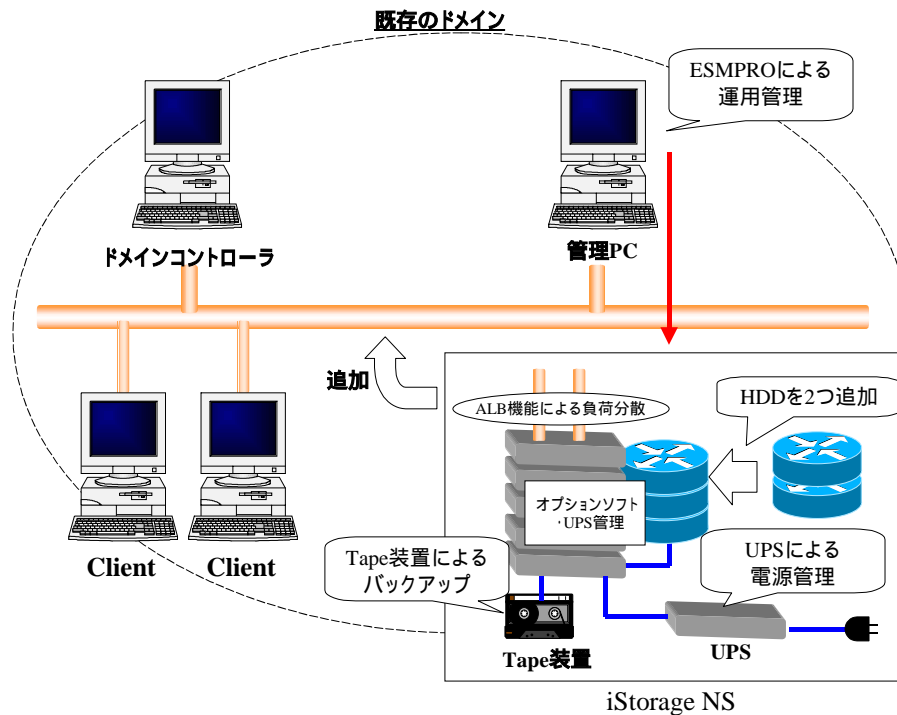 既存のドメイン
ESMPROによる
運用管理
ドメインコントローラ
管理PC
追加
ALB機能による負荷分散
HDDを2つ追加
オプションソフト
・UPS管理
Tape装置による
バックアップ
UPSによる
電源管理
Client
Client
Tape装置
UPS
iStorage NS